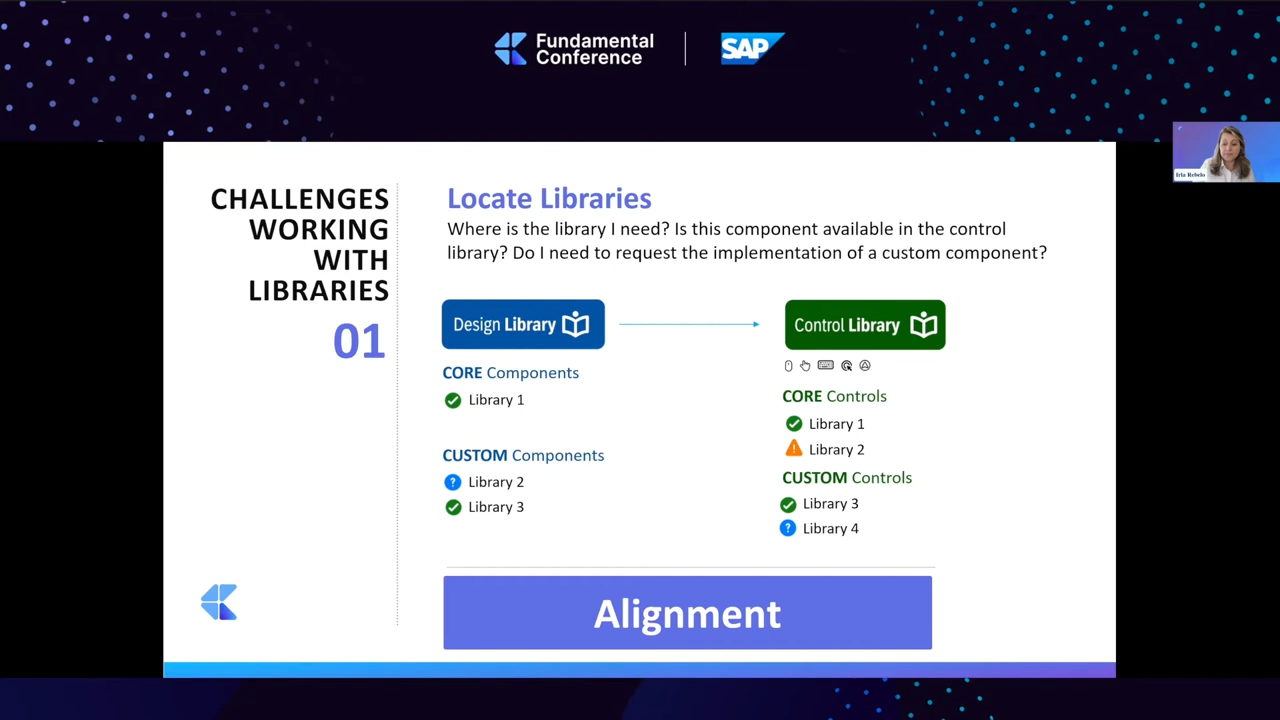 Fundamental
Conference
SAP
Irla Rebelo
CHALLENGES
WORKING
WITH
LIBRARIES
01
Locate Libraries
Where is the library I need? Is this component available in the control
library? Do I need to request the implementation of a custom component?
Design Library
CORE Components
Library 1
CUSTOM Components
? Library 2
Library 3
Control Library
CORE Controls
Library 1
Library 2
CUSTOM Controls
Library 3
? Library 4
Alignment